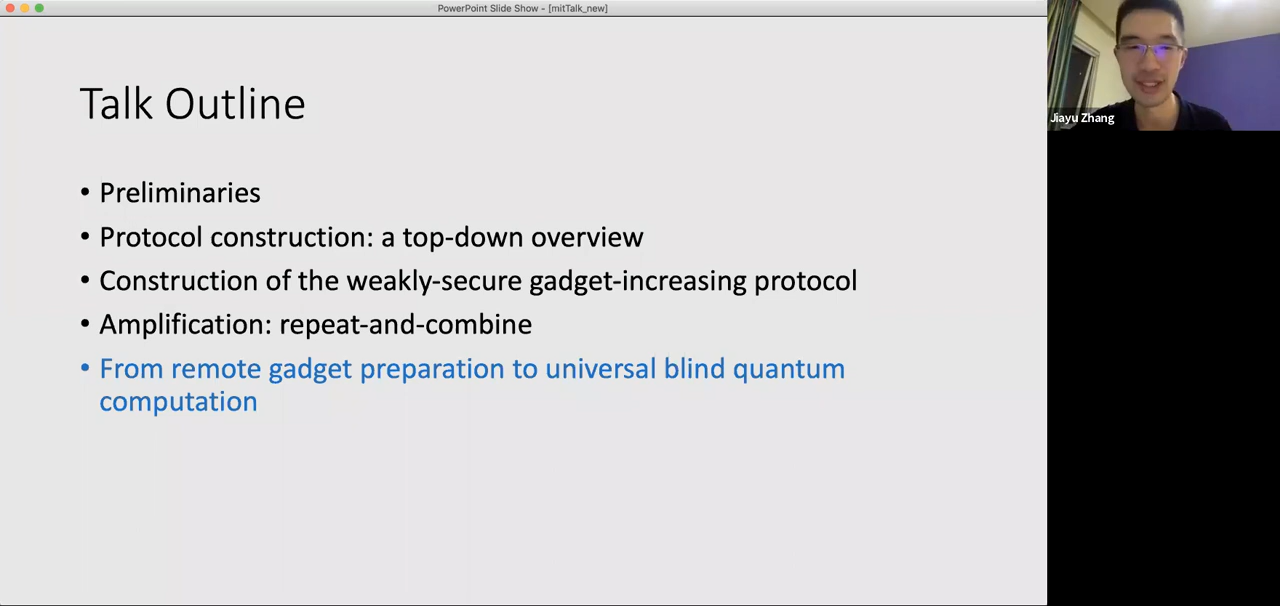 PowerPoint Slide Show - [mitTalk_new]
Talk Outline
• Preliminaries
• Protocol construction: a top-down overview
• Construction of the weakly-secure gadget-increasing protocol
• Amplification: repeat-and-combine
• From remote gadget preparation to universal blind quantum
computation
Jiayu Zhang